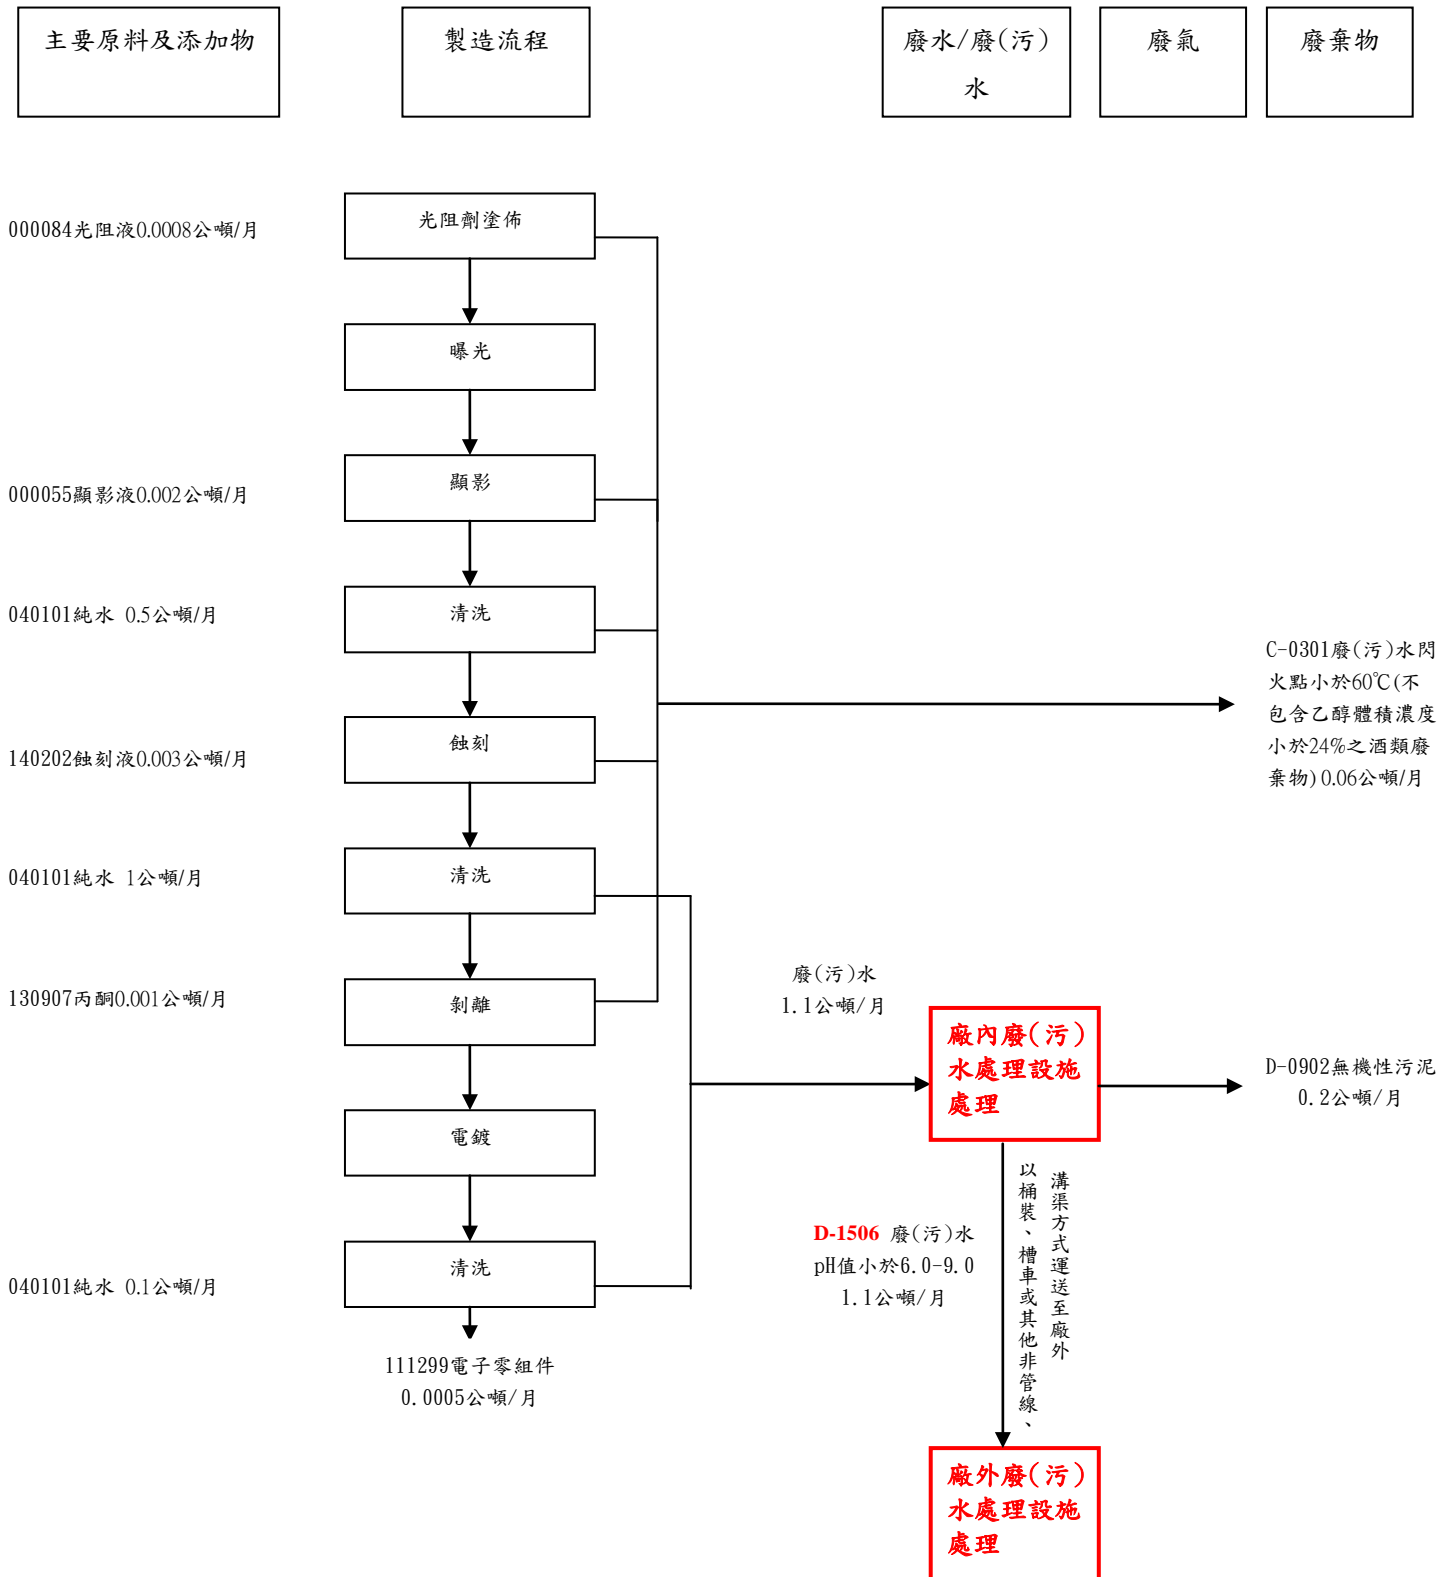 主要原料及添加物
製造流程
廢水/廢(污)
水
廢氣
廢棄物
000084光阻液0.0008公噸/月
光阻劑塗佈
曝光
000055顯影液0.002公噸/月
顯影
040101純水 0.5公噸/月
清洗
C-0301廢(污)水閃
火點小於60℃(不
包含乙醇體積濃度
小於24%之酒類廢
棄物)0.06公噸/月
140202蝕刻液0.003公噸/月
蝕刻
040101純水 1公噸/月
清洗
130907丙酮0.001公噸/月
剝離
廢(污)水
1.1公噸/月
廠內廢(污)
水處理設施
處理
D-0902無機性污泥
0.2公噸/月
電鍍
D-1506 廢(污)水
pH值小於6.0-9.0
1.1公噸/月
以桶裝、槽車或其他非管線、
溝渠方式運送至廠外
040101純水 0.1公噸/月
清洗
111299電子零組件
0.0005公噸/月
廠外廢(污)
水處理設施
處理